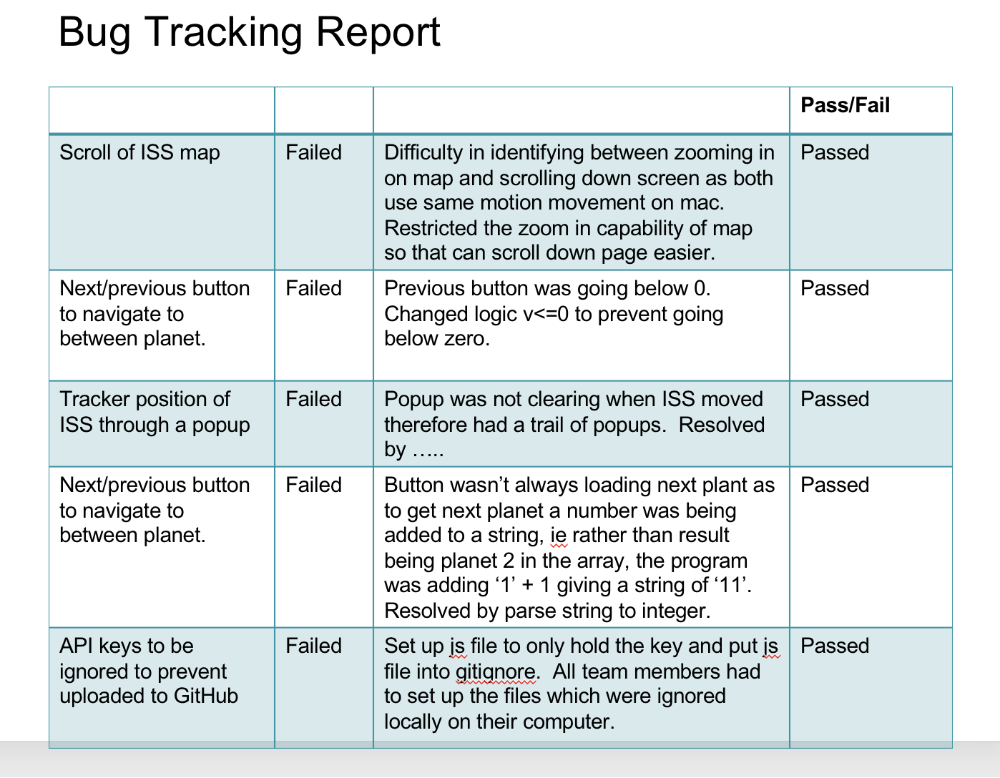 Bug Tracking Report
Pass/Fail
Scroll of ISS map
Failed
Difficulty in identifying between zooming in
on map and scrolling down screen as both
use same motion movement on mac.
Restricted the zoom in capability of map
so that can scroll down page easier.
Passed
Next/previous button
to navigate to
between planet.
Failed
Previous button was going below 0.
Changed logic v<=0 to prevent going
below zero.
Passed
Tracker position of
ISS through a popup
Failed
Popup was not clearing when ISS moved
therefore had a trail of popups.  Resolved
by …..
Passed
Next/previous button
to navigate to
between planet.
Failed
Button wasn’t always loading next plant as
to get next planet a number was being
added to a string, ie rather than result
being planet 2 in the array, the program
was adding ‘1’ + 1 giving a string of ‘11’.
Resolved by parse string to integer.
Passed
API keys to be
ignored to prevent
uploaded to GitHub
Failed
Set up js file to only hold the key and put js
file into gitignore.  All team members had
to set up the files which were ignored
locally on their computer.
Passed